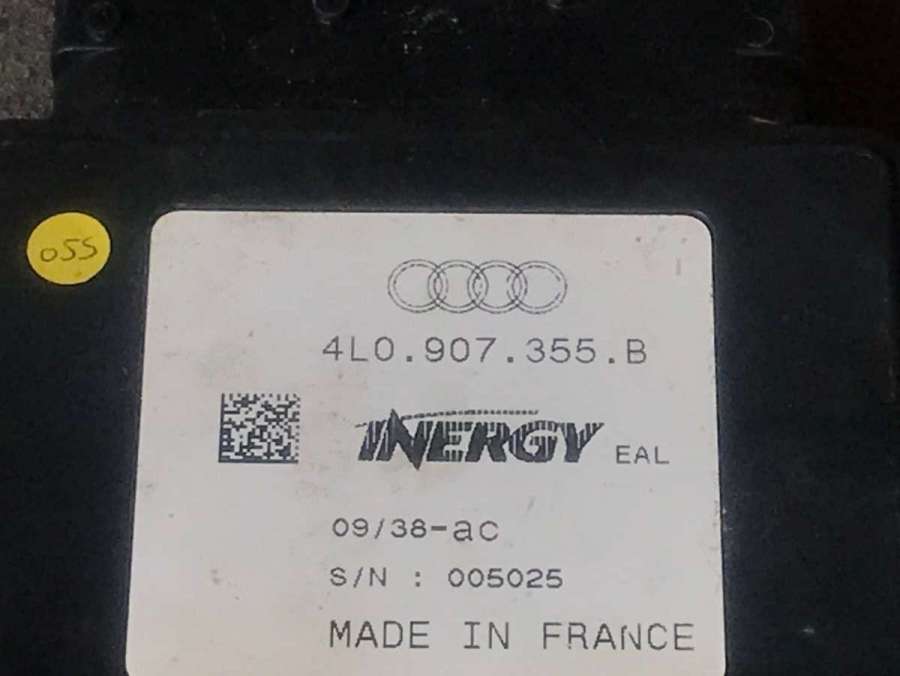 055
4L0.907.355.B
INERGY EAL
09/38-ac
S/N : 005025
MADE IN FRANCE